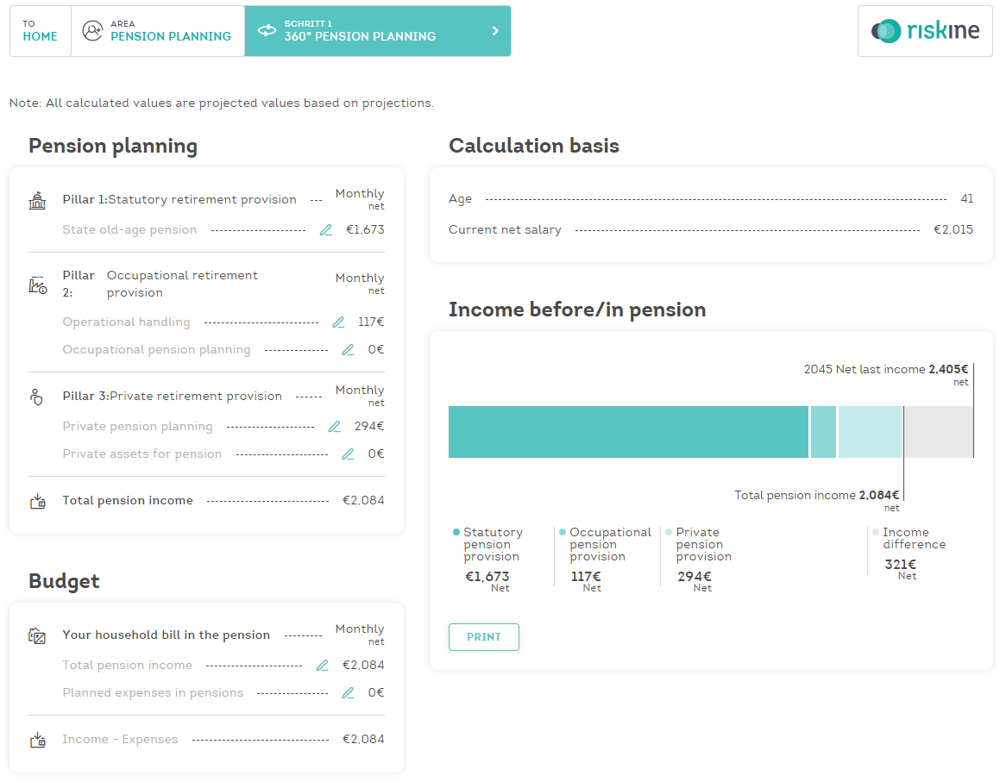 TO
HOME
AREA
PENSION PLANNING
SCHRITT 1
360° PENSION PLANNING
riskine
Note: All calculated values are projected values based on projections.
Pension planning
Pillar 1:Statutory retirement provision Monthly
net
State old-age pension €1,673
Pillar 2: Occupational retirement provision Monthly
net
Operational handling 117€
Occupational pension planning 0€
Pillar 3:Private retirement provision Monthly
net
Private pension planning 294€
Private assets for pension 0€
Total pension income €2,084
Budget
Your household bill in the pension Monthly
net
Total pension income €2,084
Planned expenses in pensions 0€
Income - Expenses €2,084
Calculation basis
Age 41
Current net salary €2,015
Income before/in pension
2045 Net last income 2,405€
net
Total pension income 2,084€
net
Statutory
pension
provision
€1,673
Net
Occupational
pension
provision
117€
Net
Private
pension
provision
294€
Net
Income
difference
321€
Net
PRINT